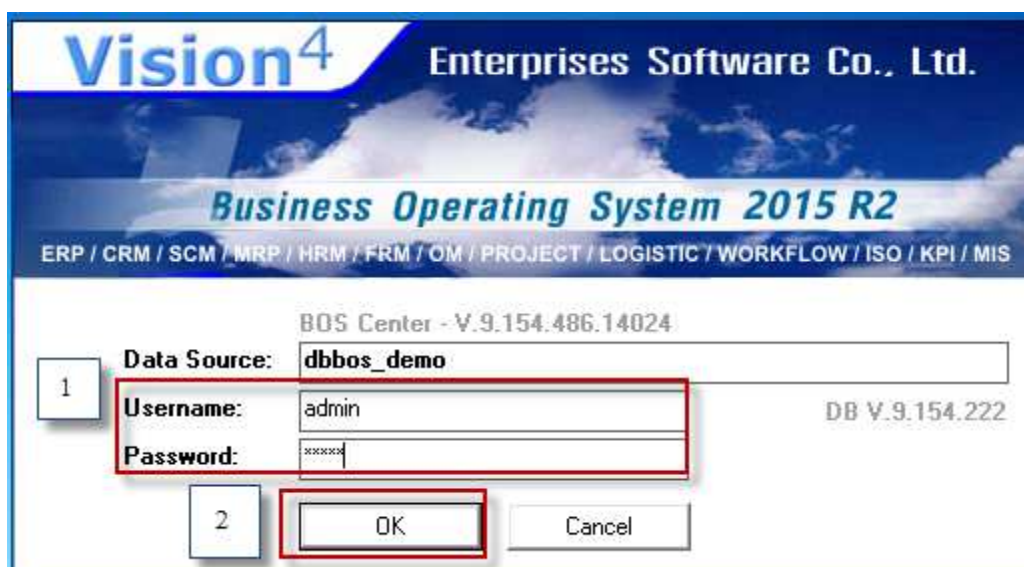 Vision4 Enterprises Software Co., Ltd.
Business Operating System 2015 R2
ERP / CRM / SCM / MRP / HRM / FRM / OM / PROJECT / LOGISTIC / WORKFLOW / ISO / KPI / MIS
BOS Center - V.9.154.486.14024
Data Source: dbbos_demo
1
Username: admin DB V.9.154.222
Password: *****
2 OK Cancel